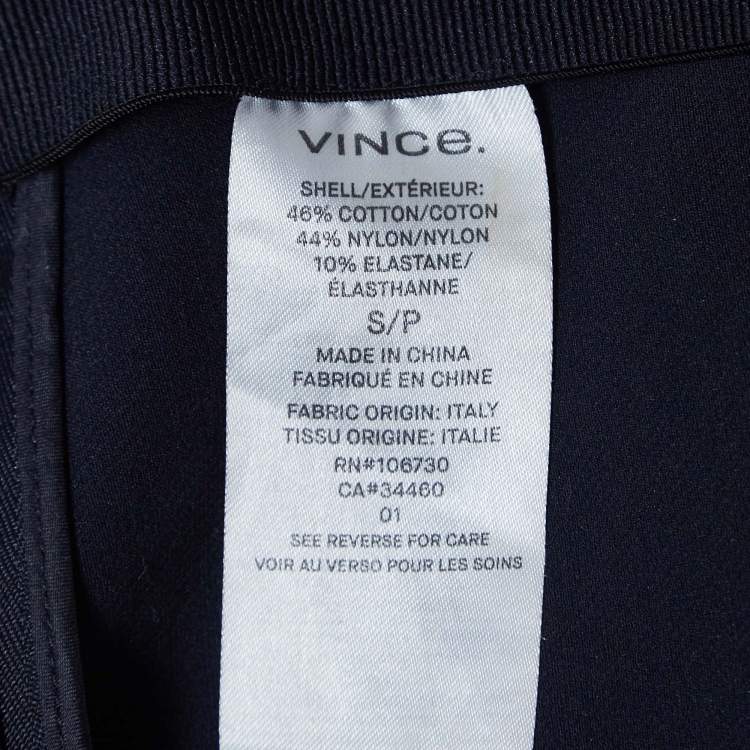 VINCe.
SHELL/EXTÉRIEUR:
46% COTTON/COTON
44% NYLON/NYLON
10% ELASTANE/
ÉLASTHANNE
S/P
MADE IN CHINA
FABRIQUÉ EN CHINE
FABRIC ORIGIN: ITALY
TISSU ORIGINE: ITALIE
RN#106730
CA#34460
01
SEE REVERSE FOR CARE
VOIR AU VERSO POUR LES SOINS